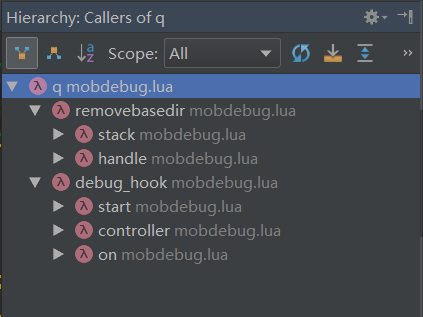 Hierarchy: Callers of q
Scope: All
q mobdebug.lua
removebasedir mobdebug.lua
stack mobdebug.lua
handle mobdebug.lua
debug_hook mobdebug.lua
start mobdebug.lua
controller mobdebug.lua
on mobdebug.lua